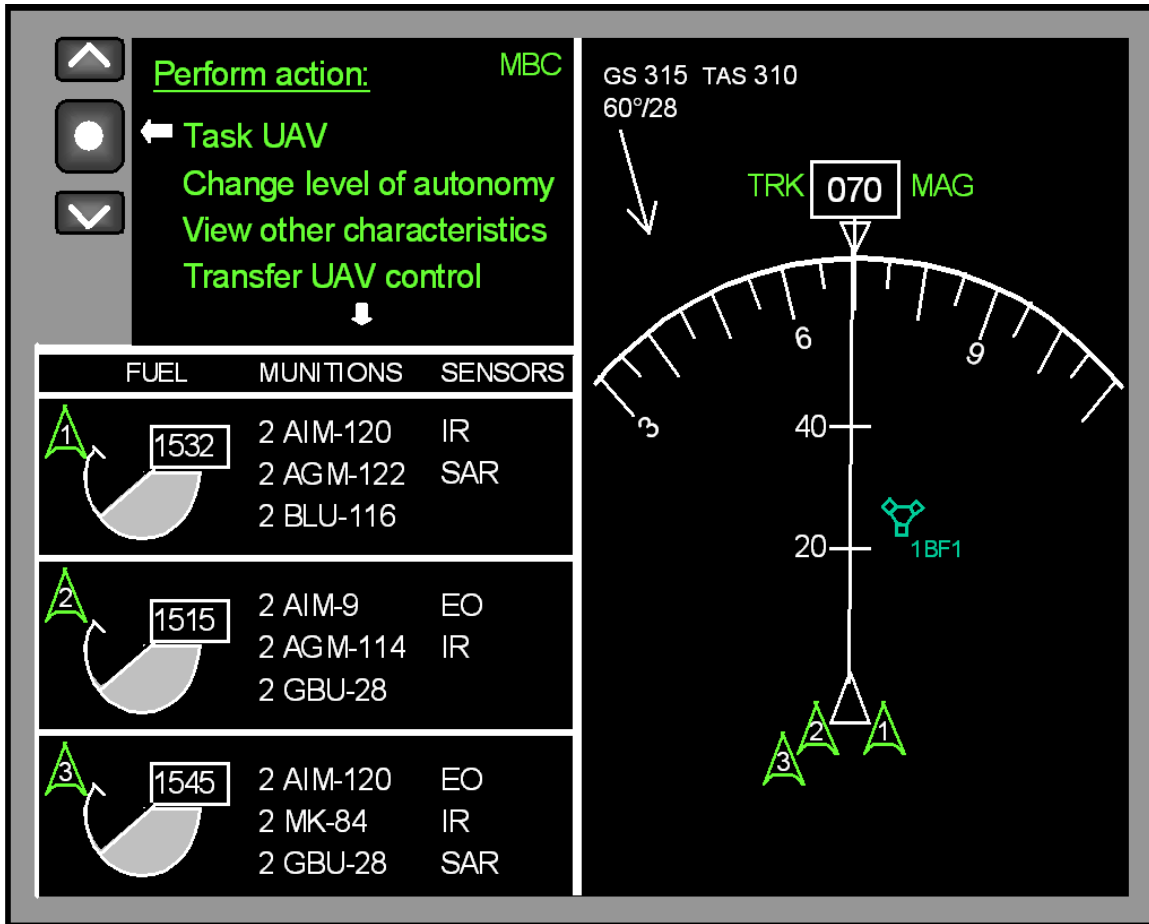 Perform action:
MBC
Task UAV
Change level of autonomy
View other characteristics
Transfer UAV control
FUEL MUNITIONS SENSORS
1
1532
2 AIM-120 IR
2 AGM-122 SAR
2 BLU-116
2
1515
2 AIM-9 EO
2 AGM-114 IR
2 GBU-28
3
1545
2 AIM-120 EO
2 MK-84 IR
2 GBU-28 SAR
GS 315 TAS 310
60°/28
TRK 070 MAG
6
9
3
40
20
1BF1
2
1
3